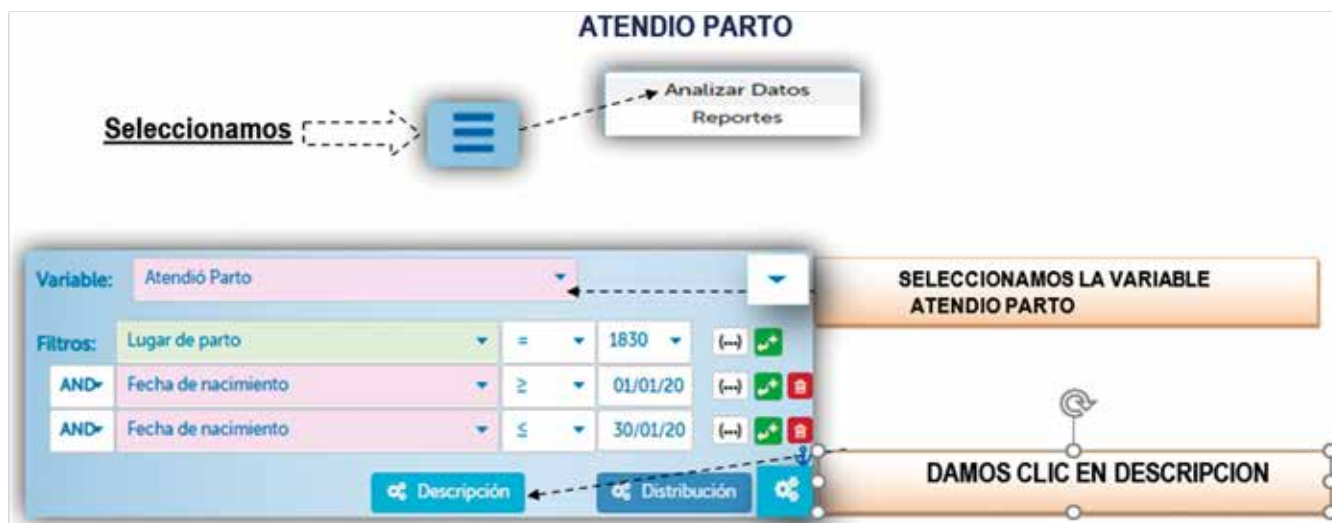 ATENDIO PARTO
Analizar Datos
Reportes
Seleccionamos
Variable: Atendió Parto
SELECCIONAMOS LA VARIABLE
ATENDIO PARTO
Filtros: Lugar de parto = 1830 (...)
AND Fecha de nacimiento ≥ 01/01/20 (...)
AND Fecha de nacimiento ≤ 30/01/20 (...)
Descripción Distribución
DAMOS CLIC EN DESCRIPCION